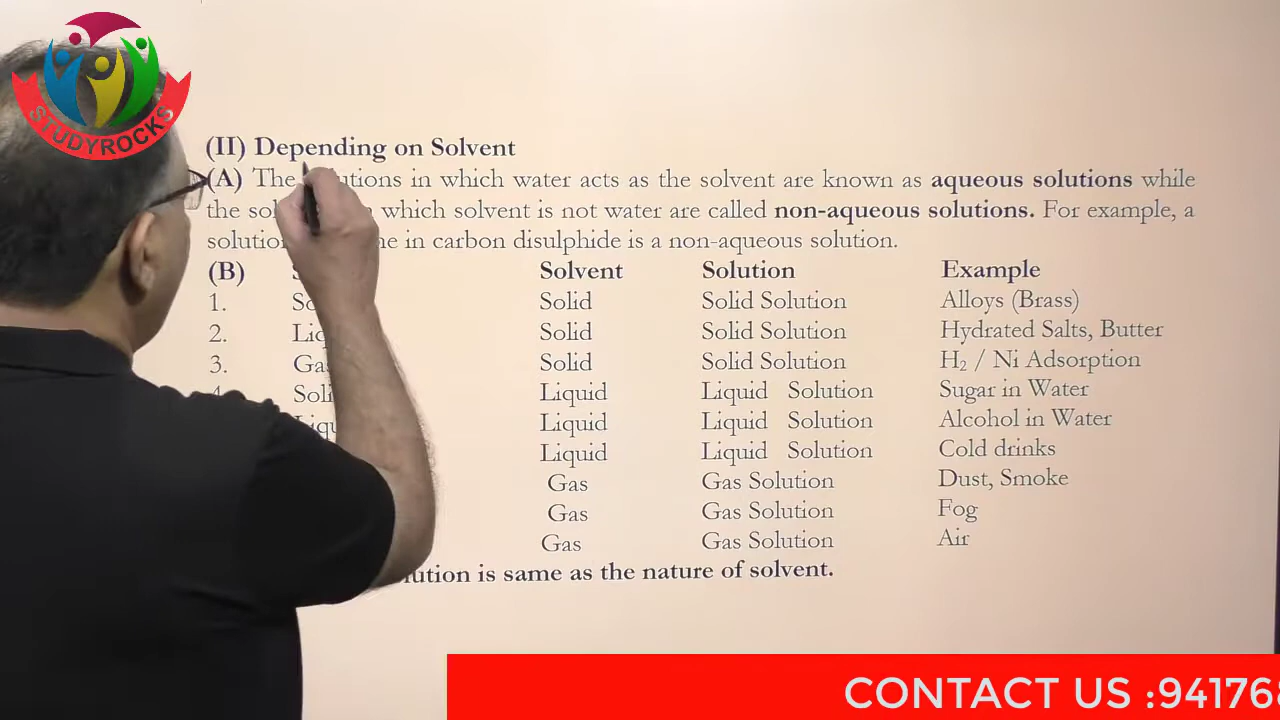 STUDYROCKS
(II) Depending on Solvent
(A) The solutions in which water acts as the solvent are known as aqueous solutions while
the which solvent is not water are called non-aqueous solutions. For example, a
in carbon disulphide is a non-aqueous solution.
(B) Solvent Solution Example
1. Solid Solid Solution Alloys (Brass)
2. Solid Solid Solution Hydrated Salts, Butter
3. Gas Solid Solid Solution H₂ / Ni Adsorption
Liquid Liquid Solution Sugar in Water
Liquid Liquid Solution Alcohol in Water
Liquid Liquid Solution Cold drinks
Gas Gas Solution Dust, Smoke
Gas Gas Solution Fog
Gas Gas Solution Air
is same as the nature of solvent.
CONTACT US :94176